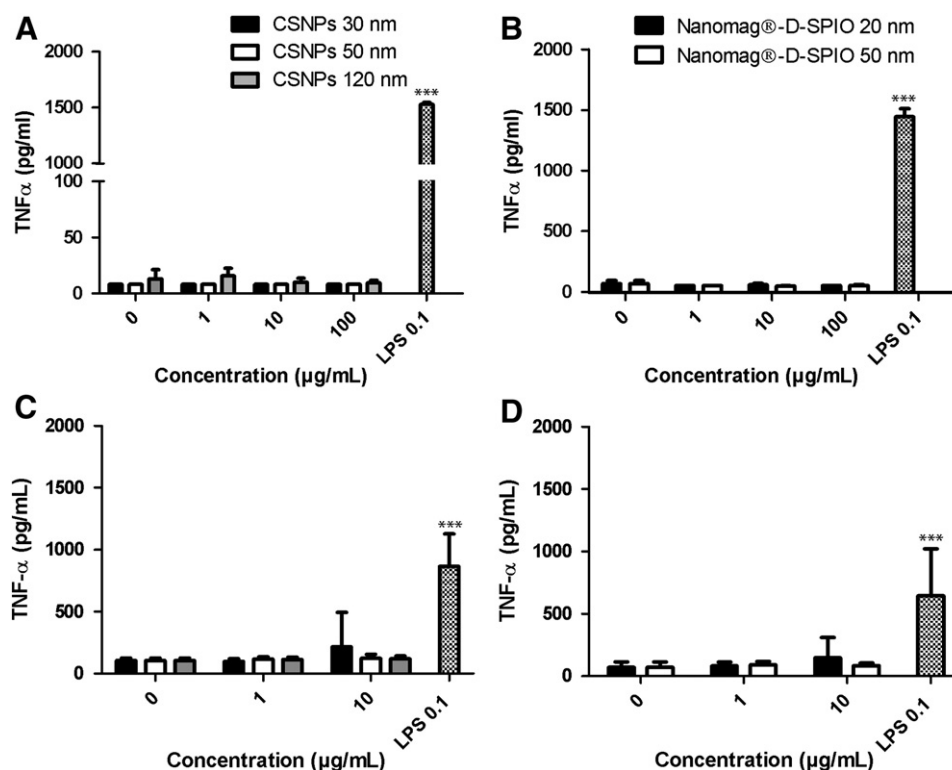 A
CSNPs 30 nm
CSNPs 50 nm
CSNPs 120 nm
2000
1500
1000
100
50
0
TNFα (pg/ml)
***
0 1 10 100 LPS 0.1
Concentration (µg/mL)
B
Nanomag®-D-SPIO 20 nm
Nanomag®-D-SPIO 50 nm
2000
1500
1000
500
0
TNFα (pg/ml)
***
0 1 10 100 LPS 0.1
Concentration (µg/mL)
C
2000
1500
1000
500
0
TNF-α (pg/mL)
***
0 1 10 LPS 0.1
Concentration (µg/mL)
D
2000
1500
1000
500
0
TNF-α (pg/mL)
***
0 1 10 LPS 0.1
Concentration (µg/mL)